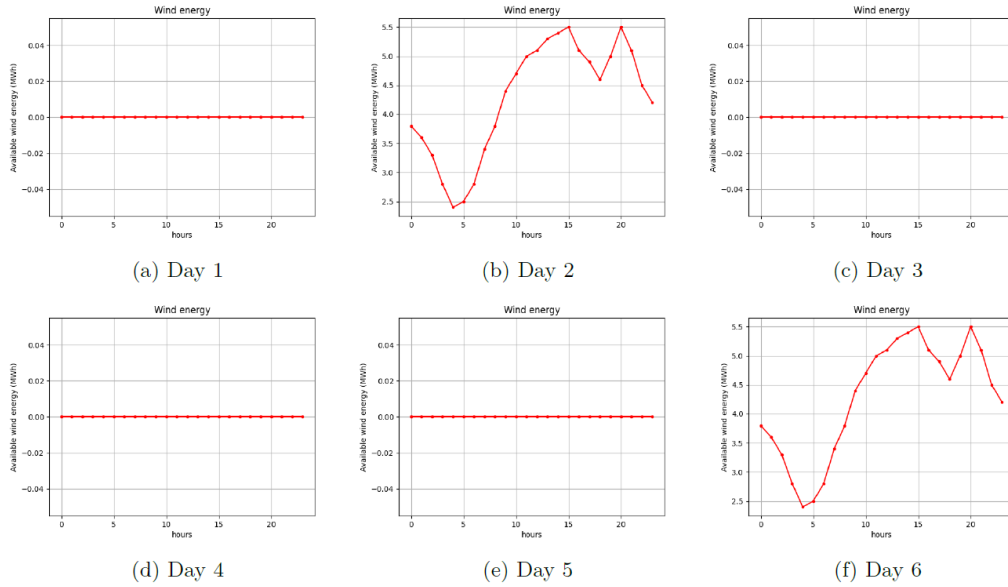 Wind energy
Available wind energy (MWh)
0.04
0.02
0.00
−0.02
−0.04
0 5 10 15 20
hours
(a) Day 1
Wind energy
Available wind energy (MWh)
5.5
5.0
4.5
4.0
3.5
3.0
2.5
0 5 10 15 20
hours
(b) Day 2
Wind energy
Available wind energy (MWh)
0.04
0.02
0.00
−0.02
−0.04
0 5 10 15 20
hours
(c) Day 3
Wind energy
Available wind energy (MWh)
0.04
0.02
0.00
−0.02
−0.04
0 5 10 15 20
hours
(d) Day 4
Wind energy
Available wind energy (MWh)
0.04
0.02
0.00
−0.02
−0.04
0 5 10 15 20
hours
(e) Day 5
Wind energy
Available wind energy (MWh)
5.5
5.0
4.5
4.0
3.5
3.0
2.5
0 5 10 15 20
hours
(f) Day 6